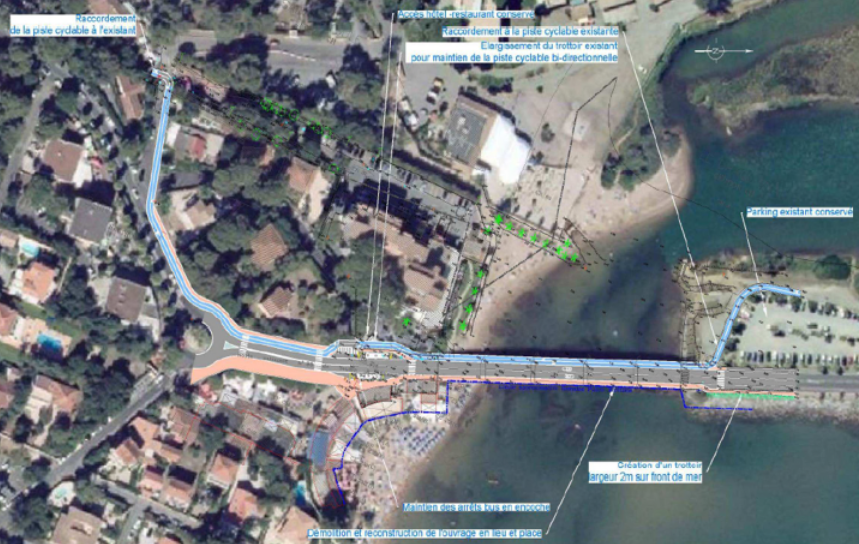 Raccordement
de la piste cyclable à l'existant
Accès hôtel -restaurant conservé
Raccordement à la piste cyclable existante
Elargissement du trottoir existant
pour maintien de la piste cyclable bi-directionnelle
Parking existant conservé
Création d'un trottoir
largeur 2m sur front de mer
Maintien des arrêts bus en encoche
Démolition et reconstruction de l'ouvrage en lieu et place